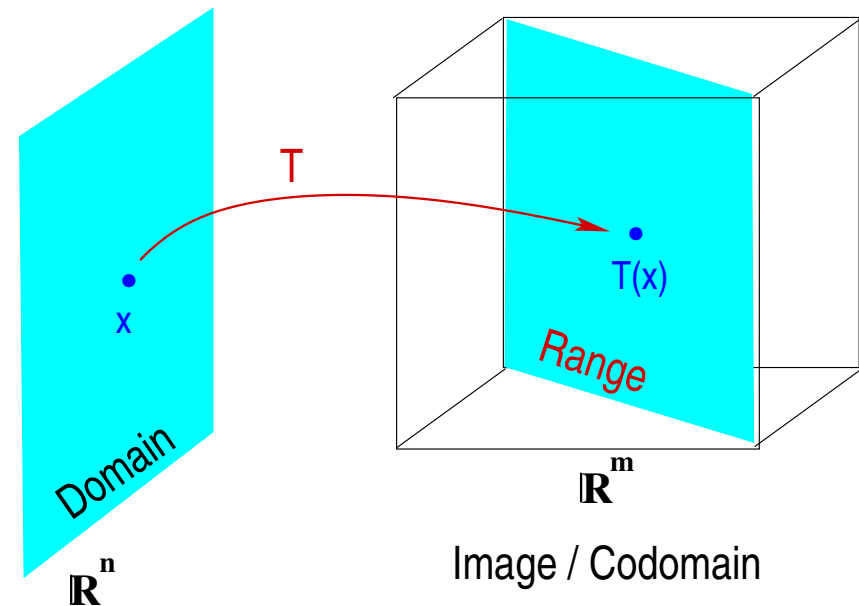 T
x
T(x)
Domain
Range
ℝⁿ
ℝᵐ
Image / Codomain